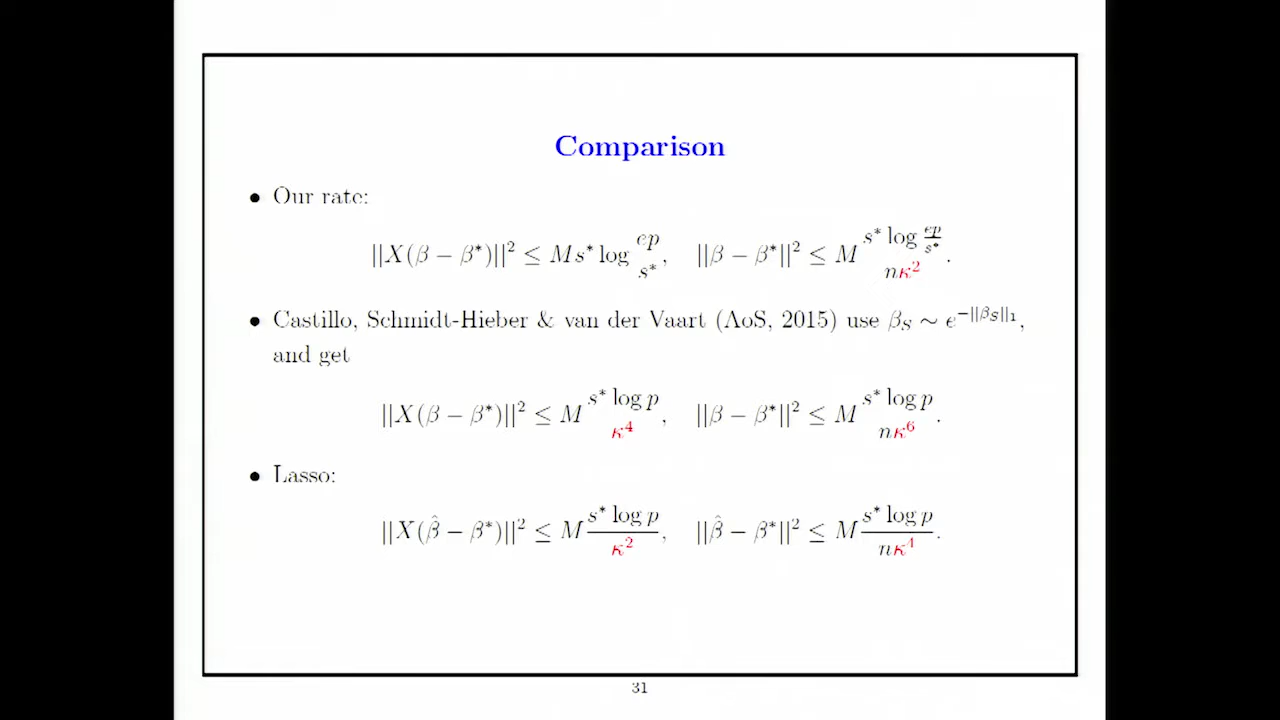 Comparison
• Our rate:
||X(β − β*)||² ≤ Ms* log ep/s*, ||β − β*||² ≤ M s* log ep/s* / nκ².
• Castillo, Schmidt-Hieber & van der Vaart (AoS, 2015) use β_S ∼ e^{−||β_S||₁},
and get
||X(β − β*)||² ≤ M s* log p / κ⁴, ||β − β*||² ≤ M s* log p / nκ⁶.
• Lasso:
||X(β̂ − β*)||² ≤ M s* log p / κ², ||β̂ − β*||² ≤ M s* log p / nκ⁴.
31